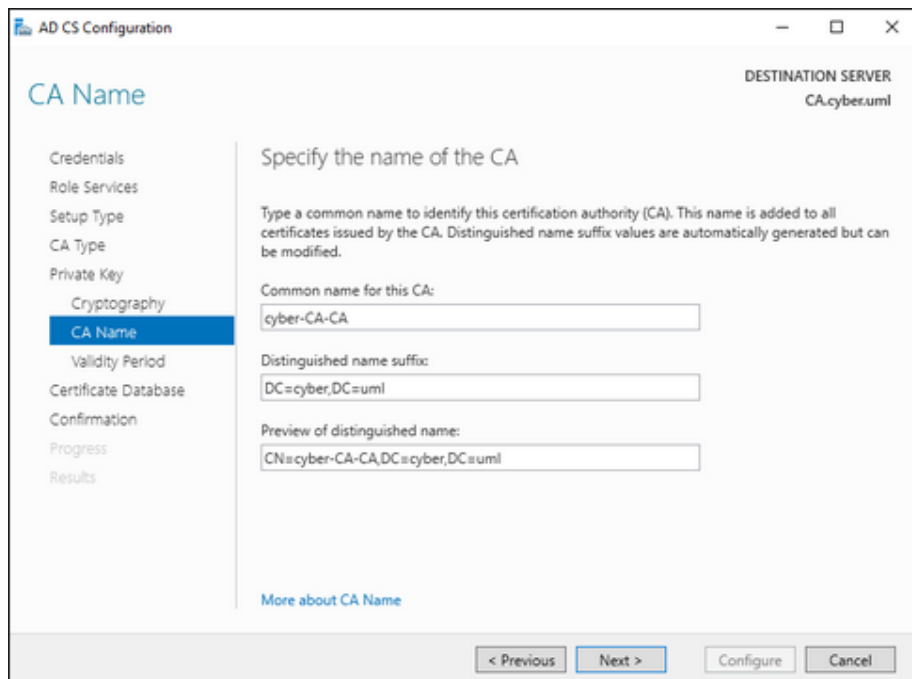 AD CS Configuration
CA Name
DESTINATION SERVER
CA.cyber.uml
Credentials
Role Services
Setup Type
CA Type
Private Key
Cryptography
CA Name
Validity Period
Certificate Database
Confirmation
Progress
Results
Specify the name of the CA
Type a common name to identify this certification authority (CA). This name is added to all
certificates issued by the CA. Distinguished name suffix values are automatically generated but can
be modified.
Common name for this CA:
cyber-CA-CA
Distinguished name suffix:
DC=cyber,DC=uml
Preview of distinguished name:
CN=cyber-CA-CA,DC=cyber,DC=uml
More about CA Name
< Previous
Next >
Configure
Cancel